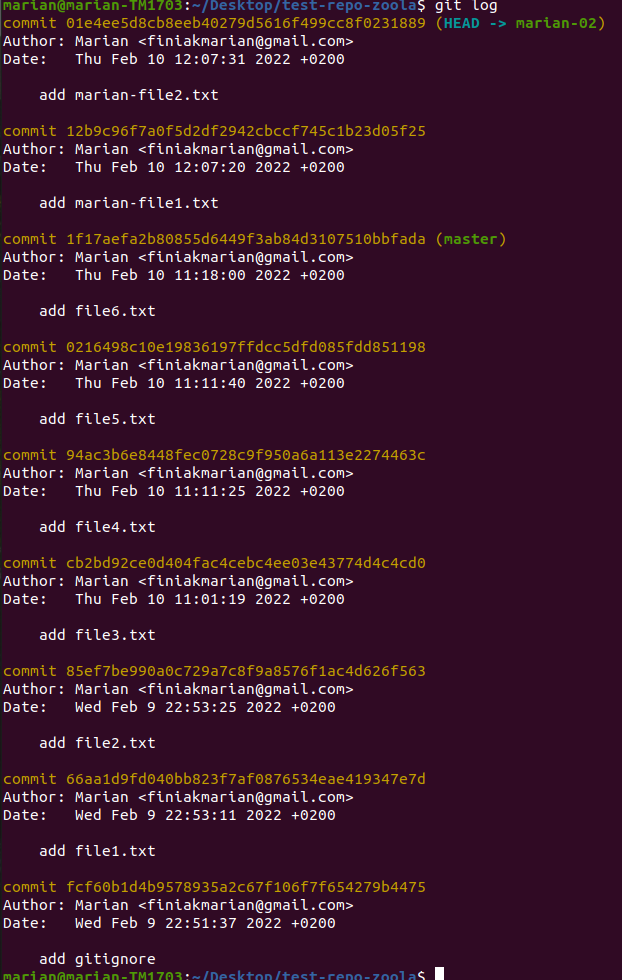 marian@marian-TM1703:~/Desktop/test-repo-zoola$ git log
commit 01e4ee5d8cb8eeb40279d5616f499cc8f0231889 (HEAD -> marian-02)
Author: Marian <finiakmarian@gmail.com>
Date:   Thu Feb 10 12:07:31 2022 +0200
    add marian-file2.txt
commit 12b9c96f7a0f5d2df2942cbccf745c1b23d05f25
Author: Marian <finiakmarian@gmail.com>
Date:   Thu Feb 10 12:07:20 2022 +0200
    add marian-file1.txt
commit 1f17aefa2b80855d6449f3ab84d3107510bbfada (master)
Author: Marian <finiakmarian@gmail.com>
Date:   Thu Feb 10 11:18:00 2022 +0200
    add file6.txt
commit 0216498c10e19836197ffdcc5dfd085fdd851198
Author: Marian <finiakmarian@gmail.com>
Date:   Thu Feb 10 11:11:40 2022 +0200
    add file5.txt
commit 94ac3b6e8448fec0728c9f950a6a113e2274463c
Author: Marian <finiakmarian@gmail.com>
Date:   Thu Feb 10 11:11:25 2022 +0200
    add file4.txt
commit cb2bd92ce0d404fac4cebc4ee03e43774d4c4cd0
Author: Marian <finiakmarian@gmail.com>
Date:   Thu Feb 10 11:01:19 2022 +0200
    add file3.txt
commit 85ef7be990a0c729a7c8f9a8576f1ac4d626f563
Author: Marian <finiakmarian@gmail.com>
Date:   Wed Feb 9 22:53:25 2022 +0200
    add file2.txt
commit 66aa1d9fd040bb823f7af0876534eae419347e7d
Author: Marian <finiakmarian@gmail.com>
Date:   Wed Feb 9 22:53:11 2022 +0200
    add file1.txt
commit fcf60b1d4b9578935a2c67f106f7f654279b4475
Author: Marian <finiakmarian@gmail.com>
Date:   Wed Feb 9 22:51:37 2022 +0200
    add gitignore
marian@marian-TM1703:~/Desktop/test-repo-zoola$